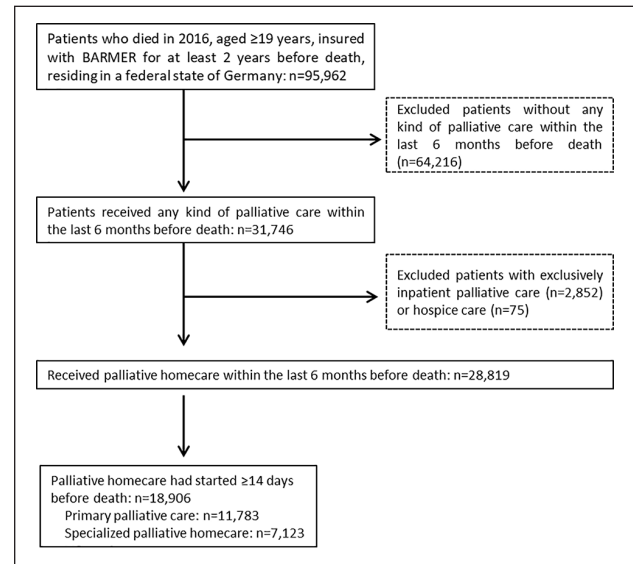 Patients who died in 2016, aged ≥19 years, insured
with BARMER for at least 2 years before death,
residing in a federal state of Germany: n=95,962
Excluded patients without any
kind of palliative care within the
last 6 months before death
(n=64,216)
Patients received any kind of palliative care within
the last 6 months before death: n=31,746
Excluded patients with exclusively
inpatient palliative care (n=2,852)
or hospice care (n=75)
Received palliative homecare within the last 6 months before death: n=28,819
Palliative homecare had started ≥14 days
before death: n=18,906
Primary palliative care: n=11,783
Specialized palliative homecare: n=7,123